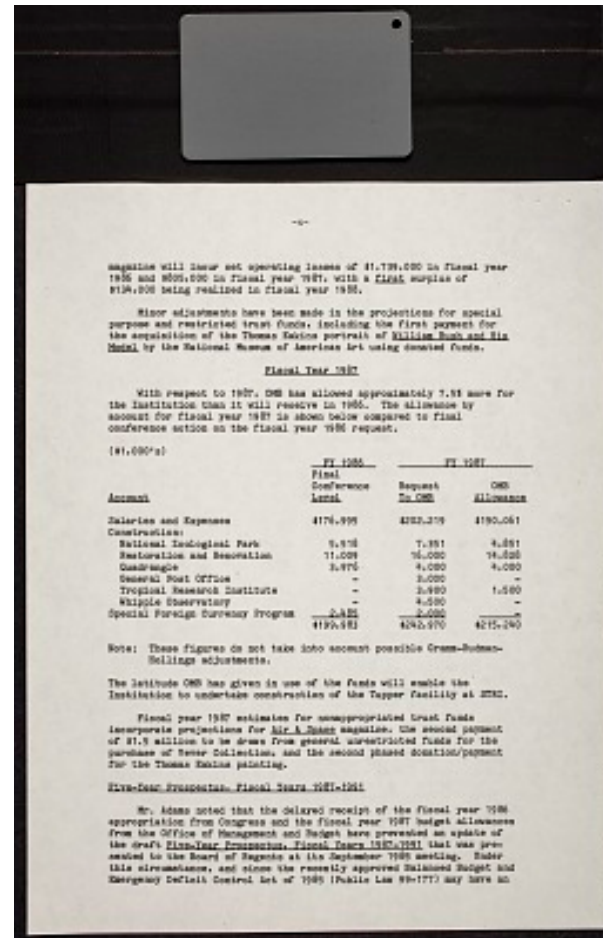 magazine will incur net operating losses of $1,739,000 in fiscal year
1986 and $805,000 in fiscal year 1987, with a first surplus of
$134,000 being realized in fiscal year 1988.
Minor adjustments have been made in the projections for special
purpose and restricted trust funds, including the first payment for
the acquisition of the Thomas Eakins portrait of William Rush and His
Model by the National Museum of American Art using donated funds.
Fiscal Year 1987
With respect to 1987, OMB has allowed approximately 7.5% more for
the Institution than it will receive in 1986. The allowance by
account for fiscal year 1987 is shown below compared to final
conference action on the fiscal year 1986 request.
($1,000's)
FY 1986 FY 1987
Final
Conference Request OMB
Account Level To OMB Allowance
Salaries and Expenses $176,995 $202,219 $190,061
Construction:
National Zoological Park 5,518 7,351 4,851
Restoration and Renovation 11,009 16,000 14,828
Quadrangle 3,976 4,000 4,000
General Post Office - 3,000 -
Tropical Research Institute - 3,900 1,500
Whipple Observatory - 4,500 -
Special Foreign Currency Program 2,485 2,000 -
$199,983 $242,970 $215,240
Note: These figures do not take into account possible Gramm-Rudman-
Hollings adjustments.
The latitude OMB has given in use of the funds will enable the
Institution to undertake construction of the Tupper facility at STRI.
Fiscal year 1987 estimates for nonappropriated trust funds
incorporate projections for Air & Space magazine, the second payment
of $1.5 million to be drawn from general unrestricted funds for the
purchase of Collection, and the second phased donation/payment
for the Thomas Eakins painting.
Five-Year Prospectus, Fiscal Years 1987-1991
Mr. Adams noted that the delayed receipt of the fiscal year 1986
appropriation from Congress and the fiscal year 1987 budget allowances
from the Office of Management and Budget have prevented an update of
the draft Five-Year Prospectus, Fiscal Years 1987-1991 that was pre-
sented to the Board of Regents at its September 1985 meeting. Under
this circumstance, and since the recently approved Balanced Budget and
Emergency Deficit Control Act of 1985 (Public Law 99-177) may have an